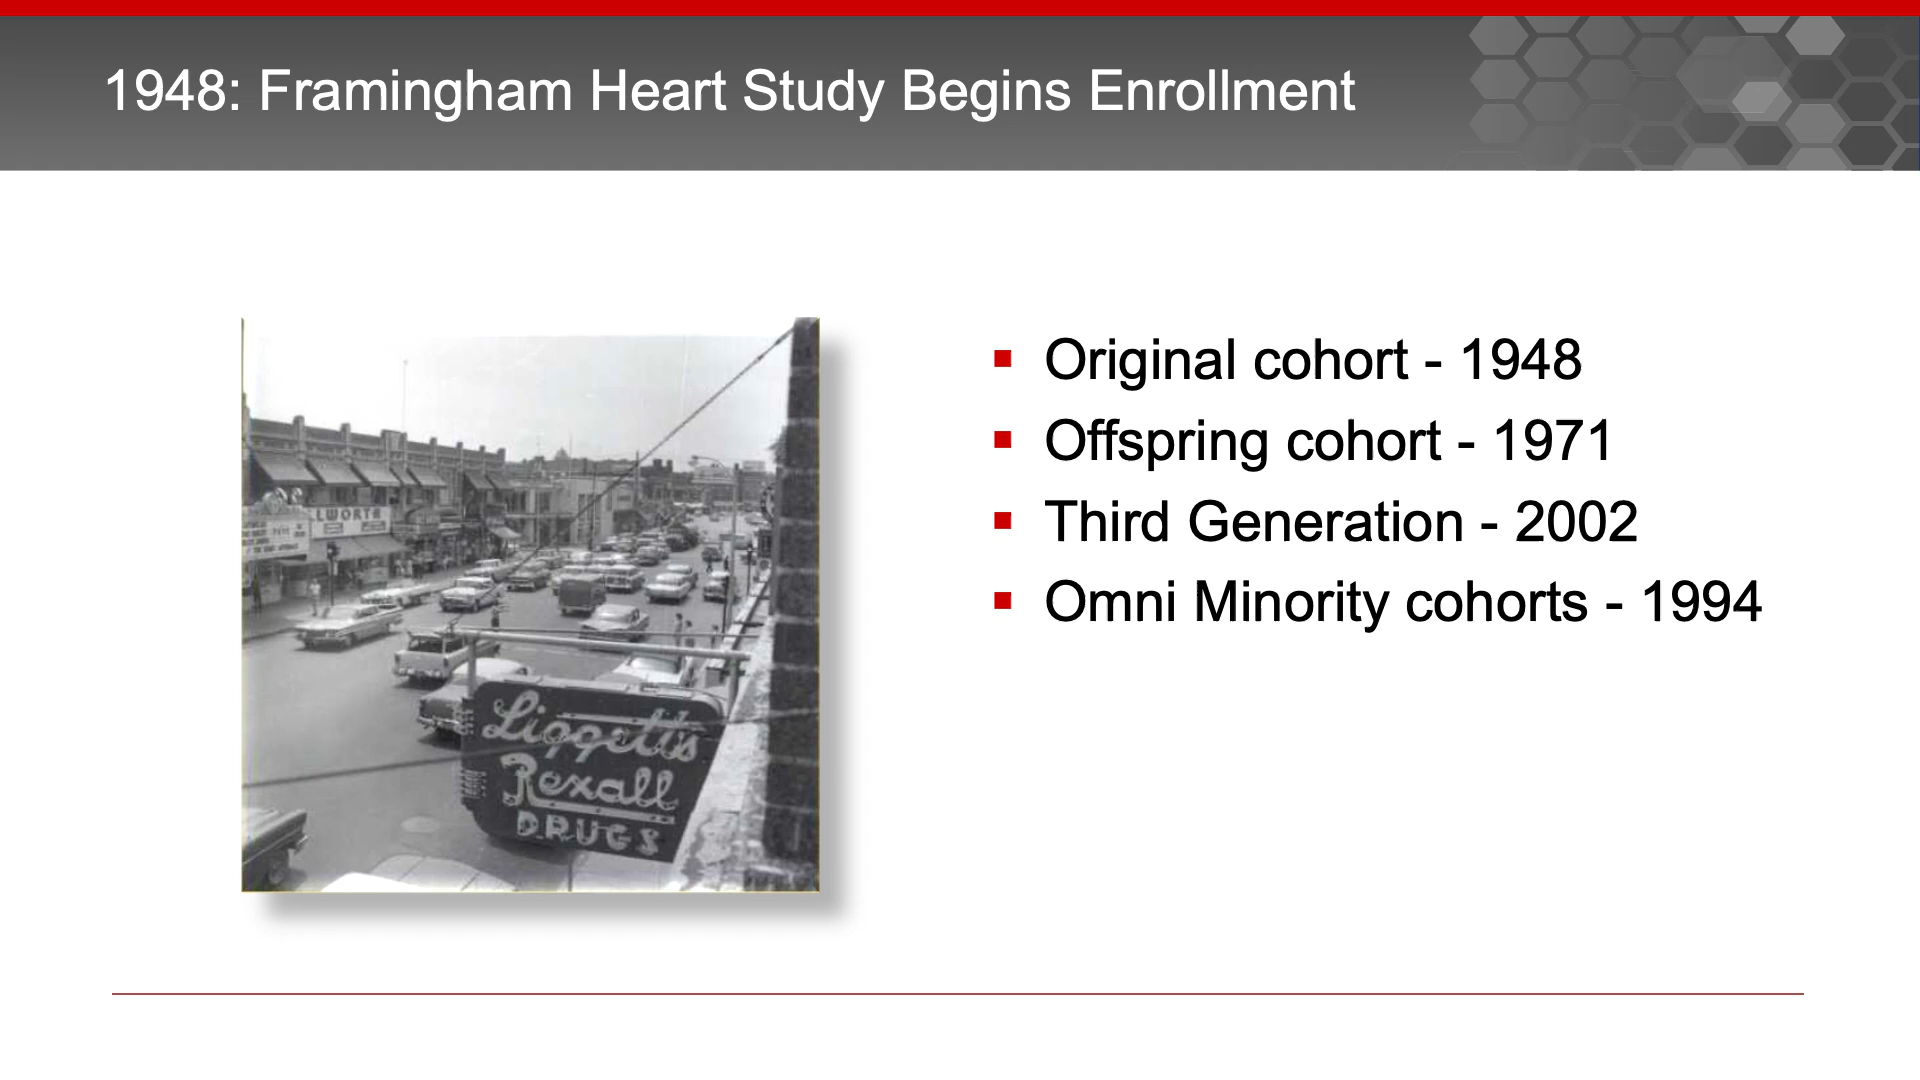 1948: Framingham Heart Study Begins Enrollment
Original cohort - 1948
Offspring cohort - 1971
Third Generation - 2002
Omni Minority cohorts - 1994
LWORTH
Liggett's
Rexall
DRUGS